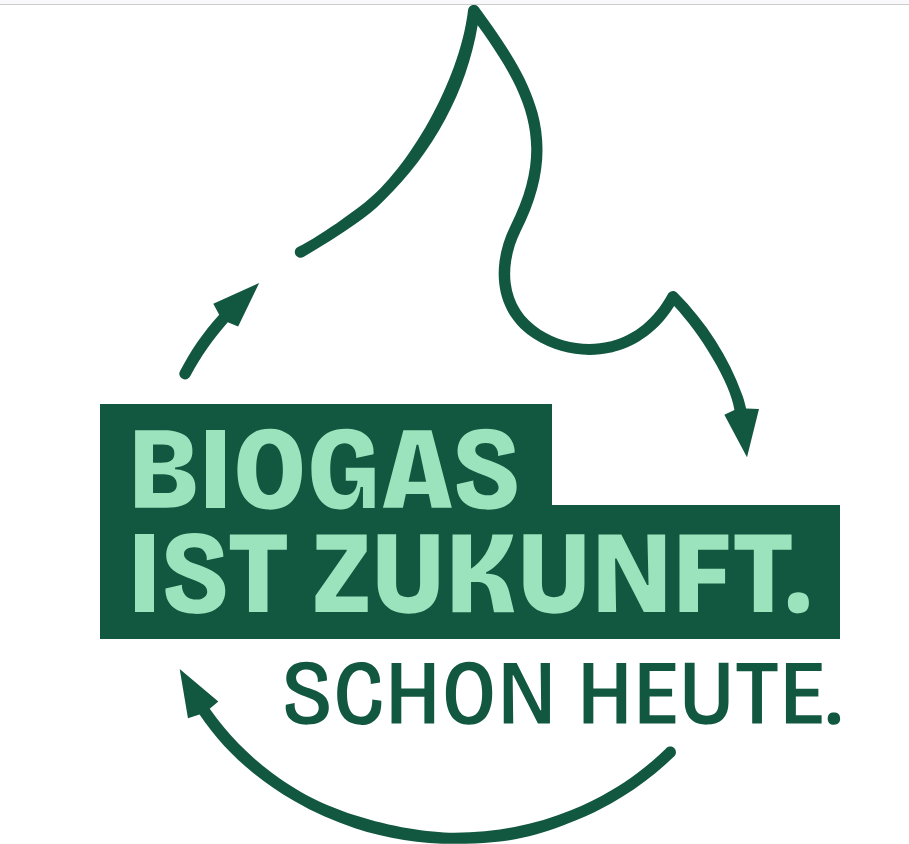 BIOGAS
IST ZUKUNFT.
SCHON HEUTE.